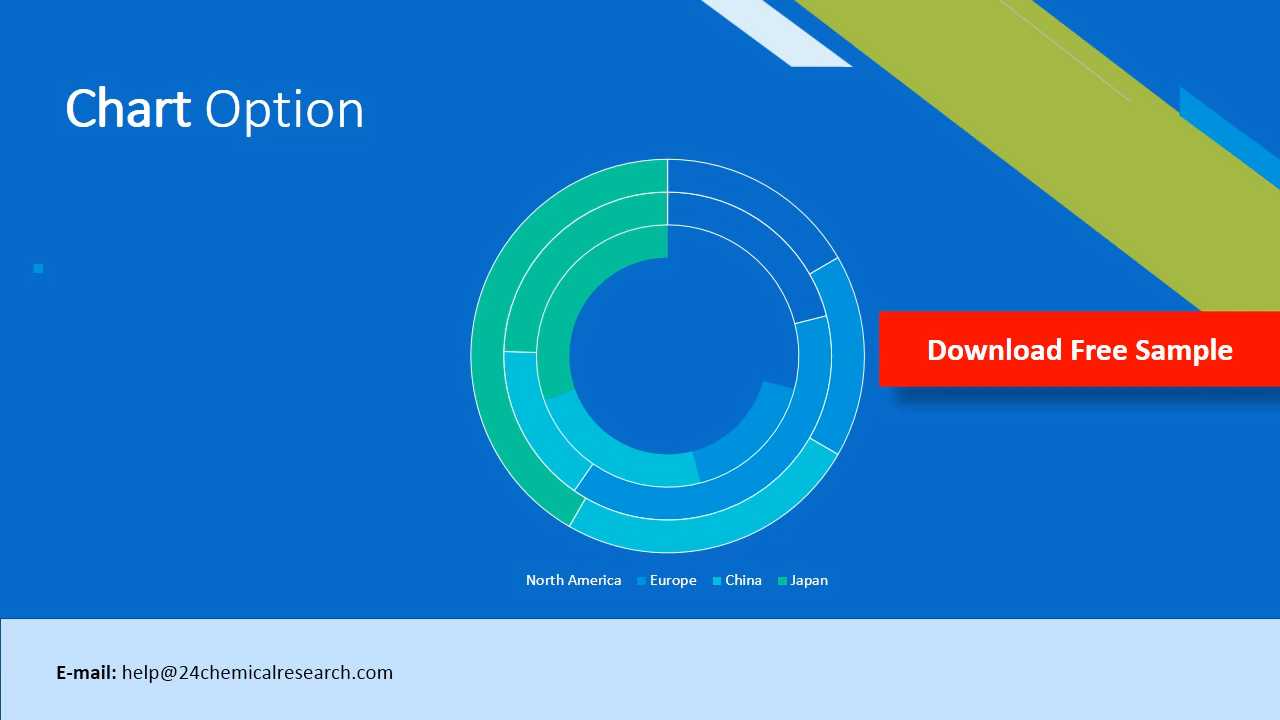 Chart Option
Download Free Sample
North America Europe China Japan
E-mail: help@24chemicalresearch.com